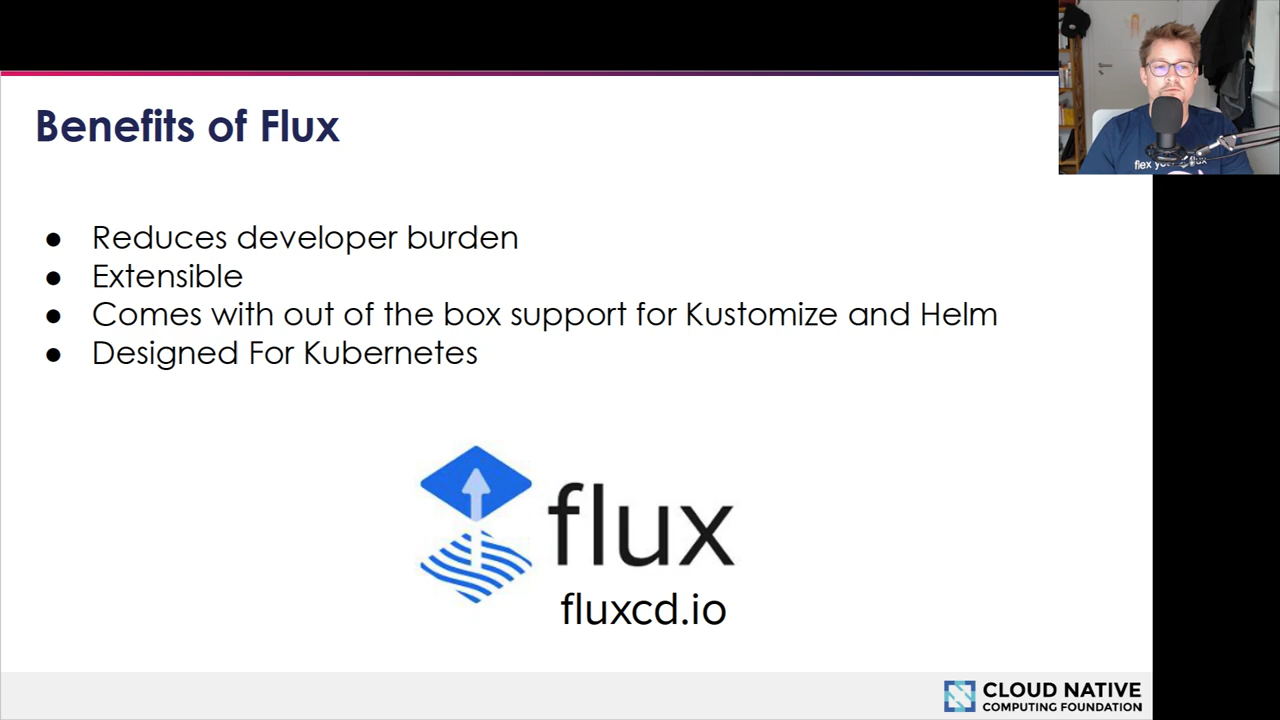 Benefits of Flux
● Reduces developer burden
● Extensible
● Comes with out of the box support for Kustomize and Helm
● Designed For Kubernetes
flux
fluxcd.io
CLOUD NATIVE
COMPUTING FOUNDATION
flex